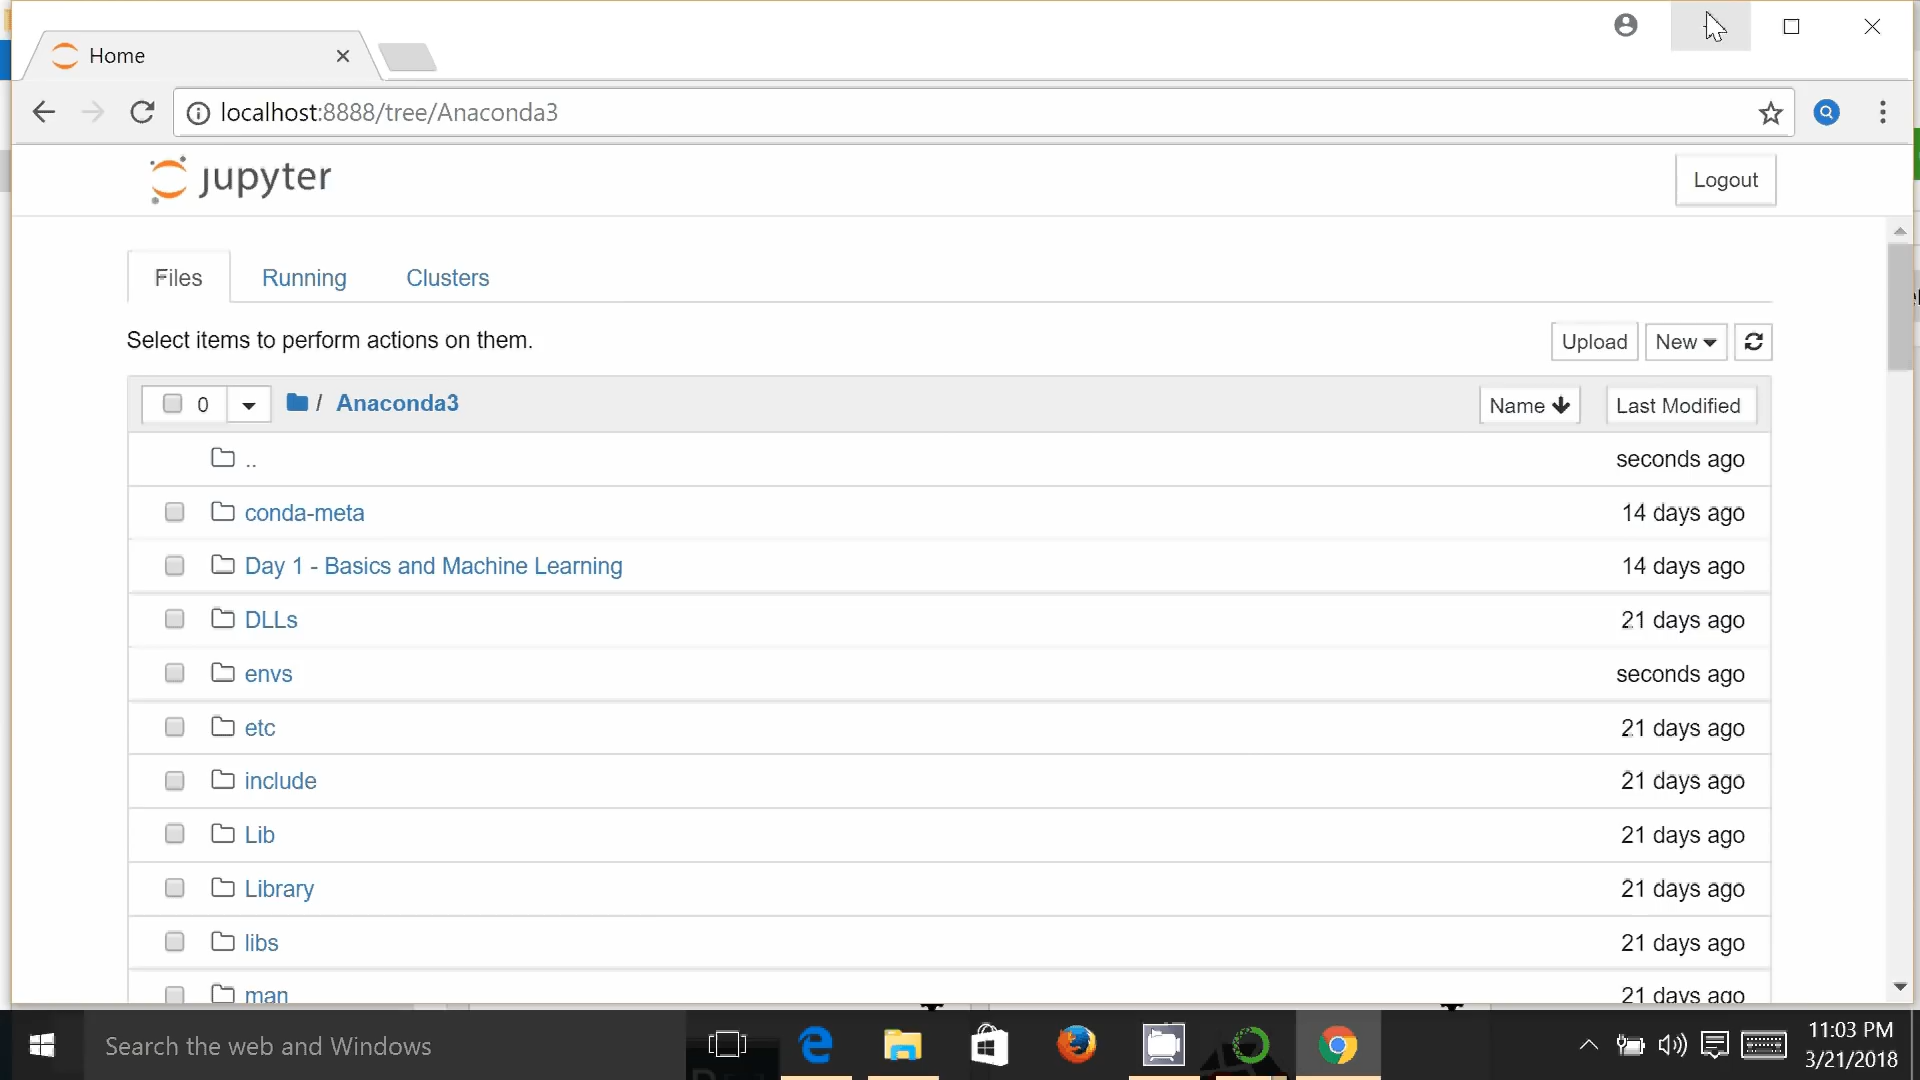 Home
localhost:8888/tree/Anaconda3
jupyter
Logout
Files Running Clusters
Select items to perform actions on them.
Upload New
0 / Anaconda3 Name Last Modified
.. seconds ago
conda-meta 14 days ago
Day 1 - Basics and Machine Learning 14 days ago
DLLs 21 days ago
envs seconds ago
etc 21 days ago
include 21 days ago
Lib 21 days ago
Library 21 days ago
libs 21 days ago
man 21 days ago
Search the web and Windows
11:03 PM
3/21/2018